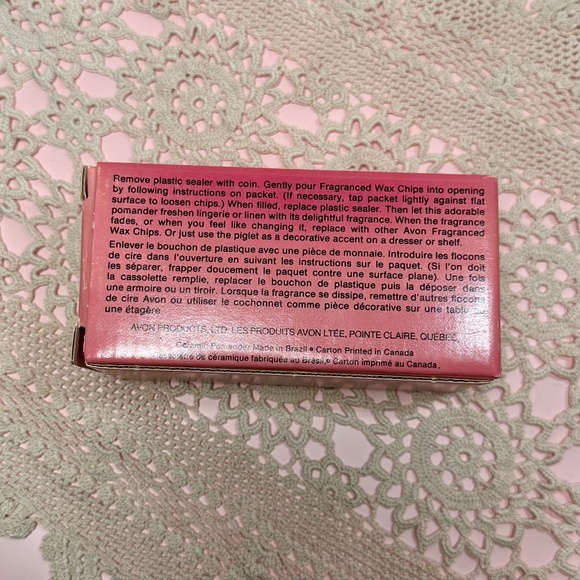 Remove plastic sealer with coin. Gently pour Fragranced Wax Chips into opening
by following instructions on packet. (If necessary, tap packet lightly against flat
surface to loosen chips.) When filled, replace plastic sealer. Then let this adorable
pomander freshen lingerie or linen with its delightful fragrance. When the fragrance
fades, or when you feel like changing it, replace with other Avon Fragranced
Wax Chips. Or just use the piglet as a decorative accent on a dresser or shelf.
Enlever le bouchon de plastique avec une pièce de monnaie. Introduire les flocons
de cire dans l'ouverture en suivant les instructions sur le paquet. (Si l'on doit
les séparer, frapper doucement le paquet contre une surface plane). Une fois
la cassolette remplie, replacer le bouchon de plastique puis la déposer dans
une armoire ou un tiroir. Lorsque la fragrance se dissipe, remettre d'autres flocons
de cire Avon ou utiliser le cochonnet comme pièce décorative sur une table ou
une étagère.
AVON PRODUCTS, LTD. LES PRODUITS AVON LTÉE, POINTE CLAIRE, QUÉBEC.
Ceramic Pomander Made in Brazil • Carton Printed in Canada
Cassolette de céramique fabriquée au Brésil • Carton imprimé au Canada.